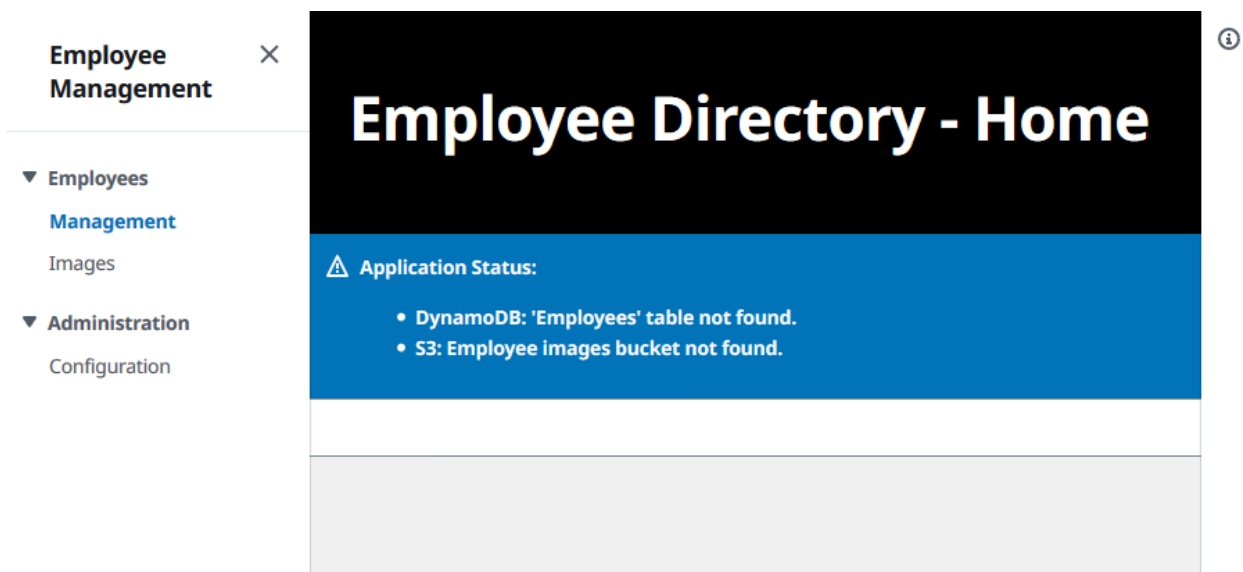 Employee
Management
Employees
Management
Images
Administration
Configuration
Employee Directory - Home
Application Status:
DynamoDB: 'Employees' table not found.
S3: Employee images bucket not found.